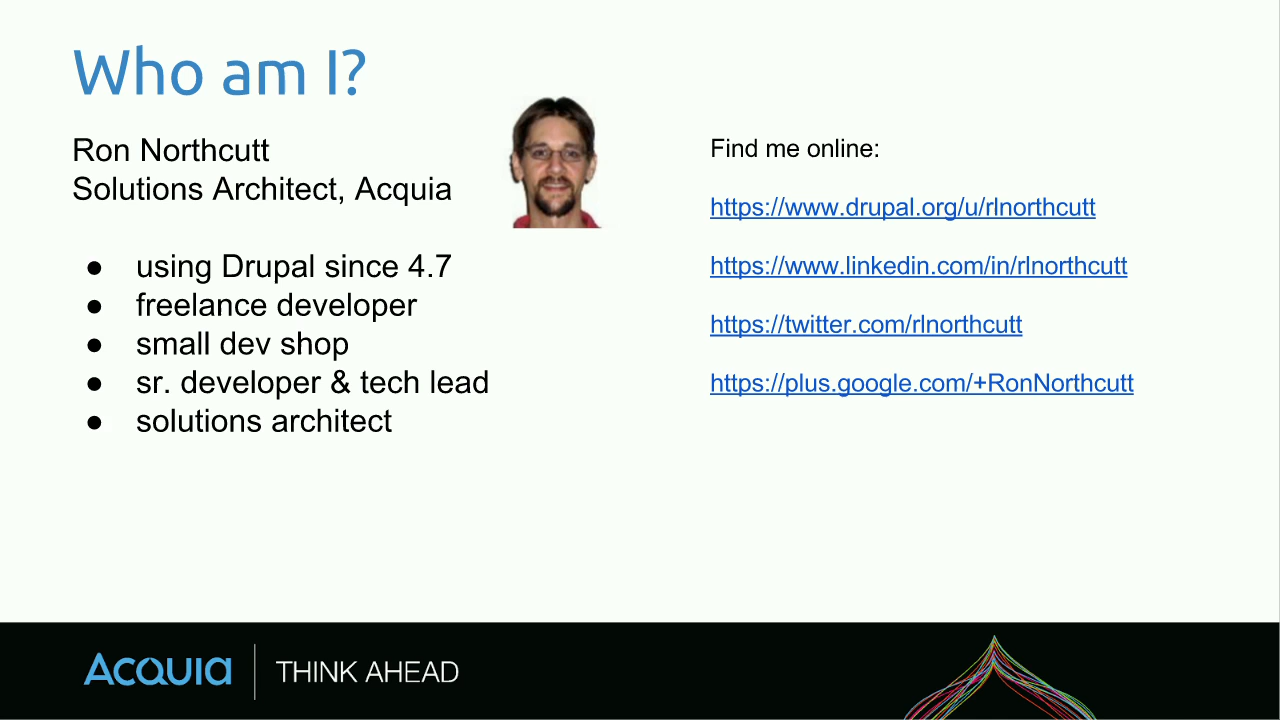 Who am I?
Ron Northcutt
Solutions Architect, Acquia
● using Drupal since 4.7
● freelance developer
● small dev shop
● sr. developer & tech lead
● solutions architect
Find me online:
https://www.drupal.org/u/rlnorthcutt
https://www.linkedin.com/in/rlnorthcutt
https://twitter.com/rlnorthcutt
https://plus.google.com/+RonNorthcutt
Acquia | THINK AHEAD